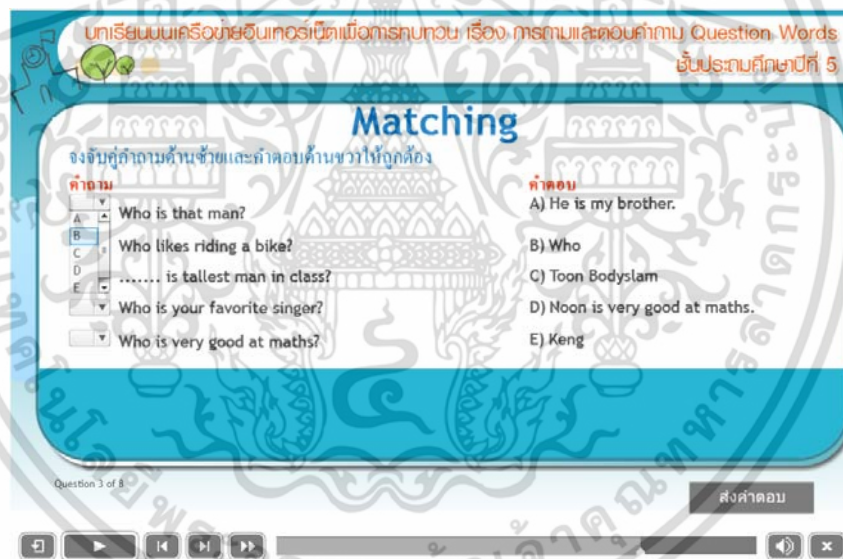 บทเรียนบนเครือข่ายอินเทอร์เน็ตเพื่อการทบทวน เรื่อง การถามและตอบคำถาม Question Words
ชั้นประถมศึกษาปีที่ 5
Matching
จงจับคู่คำถามด้านซ้ายและคำตอบด้านขวาให้ถูกต้อง
คำถาม
คำตอบ
A
B
C
D
E
Who is that man?
A) He is my brother.
Who likes riding a bike?
B) Who
....... is tallest man in class?
C) Toon Bodyslam
Who is your favorite singer?
D) Noon is very good at maths.
Who is very good at maths?
E) Keng
Question 3 of 8
ส่งคำตอบ